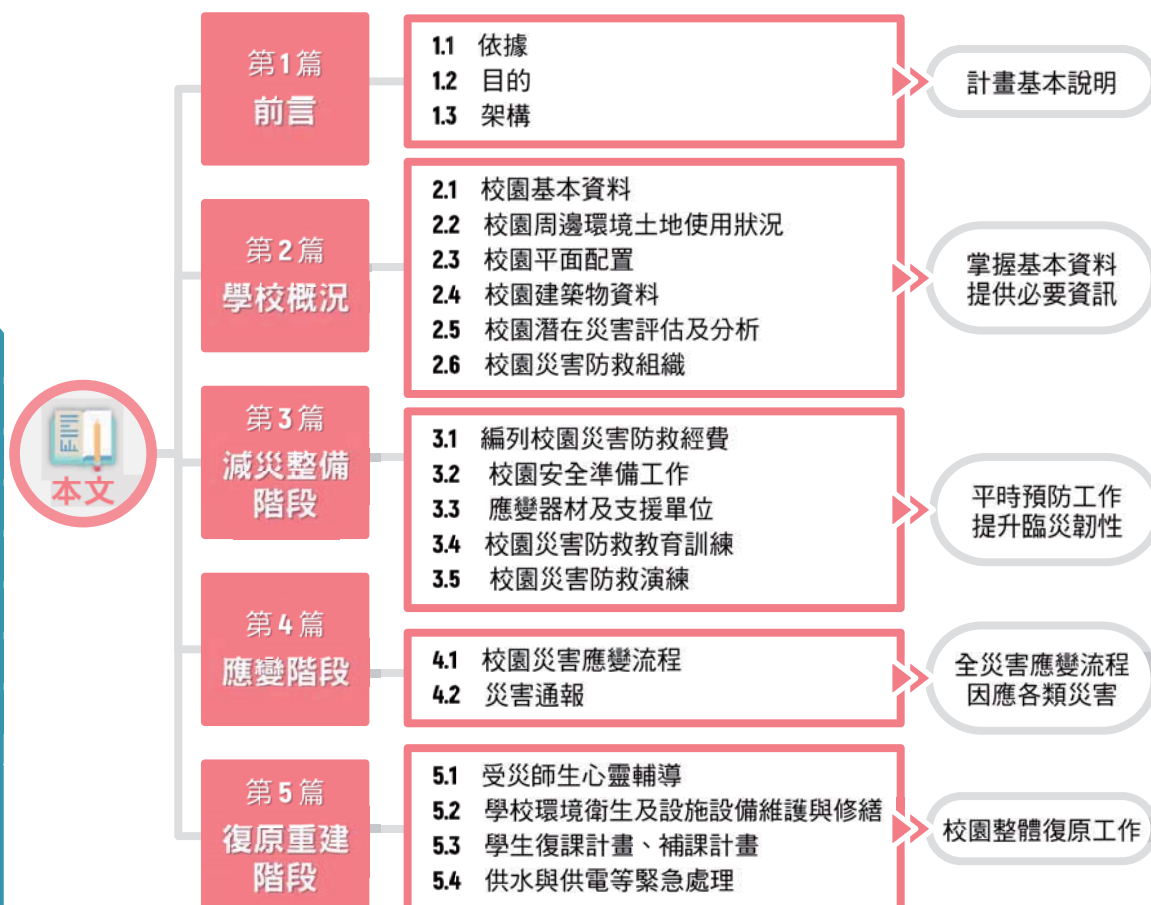 本文
第1篇
前言
1.1 依據
1.2 目的
1.3 架構
計畫基本說明
第2篇
學校概況
2.1 校園基本資料
2.2 校園周邊環境土地使用狀況
2.3 校園平面配置
2.4 校園建築物資料
2.5 校園潛在災害評估及分析
2.6 校園災害防救組織
掌握基本資料
提供必要資訊
第3篇
減災整備
階段
3.1 編列校園災害防救經費
3.2 校園安全準備工作
3.3 應變器材及支援單位
3.4 校園災害防救教育訓練
3.5 校園災害防救演練
平時預防工作
提升臨災韌性
第4篇
應變階段
4.1 校園災害應變流程
4.2 災害通報
全災害應變流程
因應各類災害
第5篇
復原重建
階段
5.1 受災師生心靈輔導
5.2 學校環境衛生及設施設備維護與修繕
5.3 學生復課計畫、補課計畫
5.4 供水與供電等緊急處理
校園整體復原工作